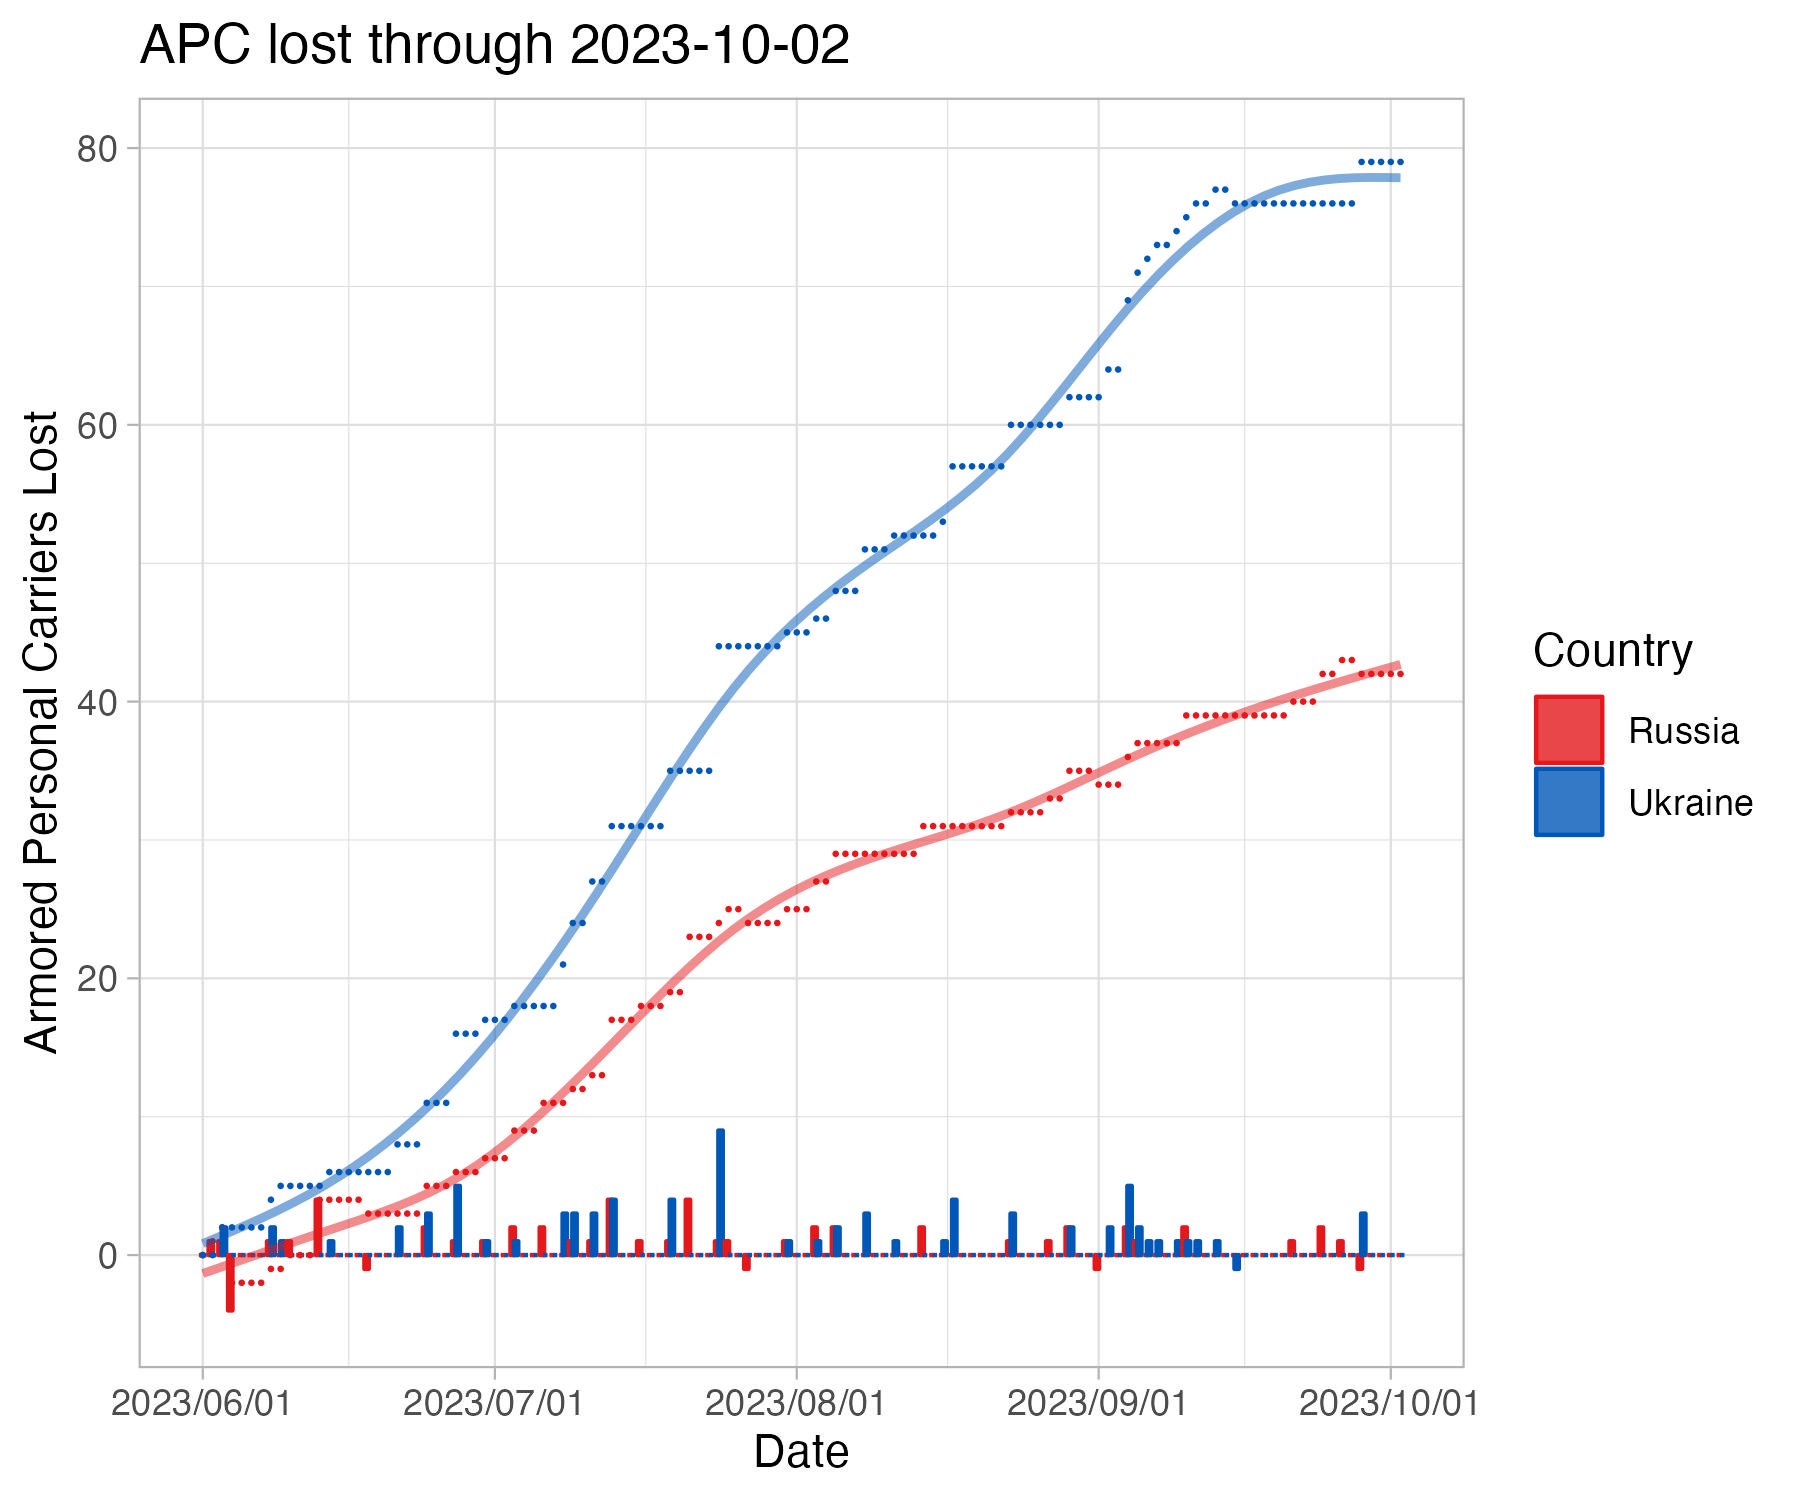 APC lost through 2023-10-02
Armored Personal Carriers Lost
80
60
40
20
0
2023/06/01 2023/07/01 2023/08/01 2023/09/01 2023/10/01
Date
Country
Russia
Ukraine